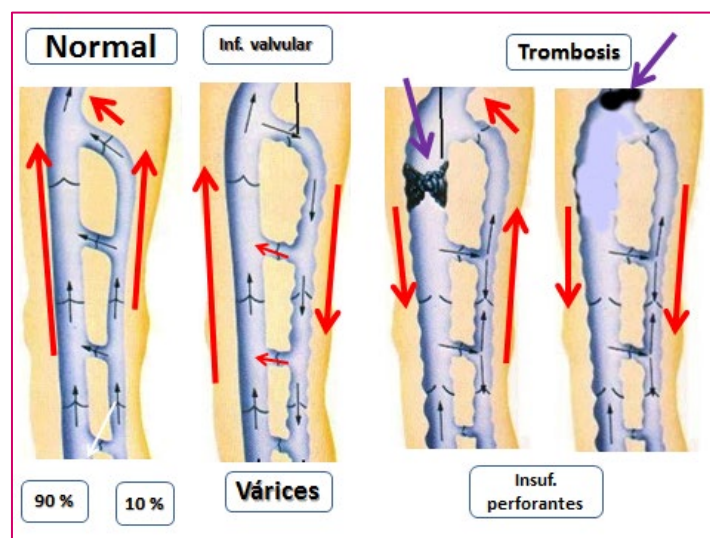 Normal
Inf. valvular
Trombosis
90 %
10 %
Várices
Insuf.
perforantes